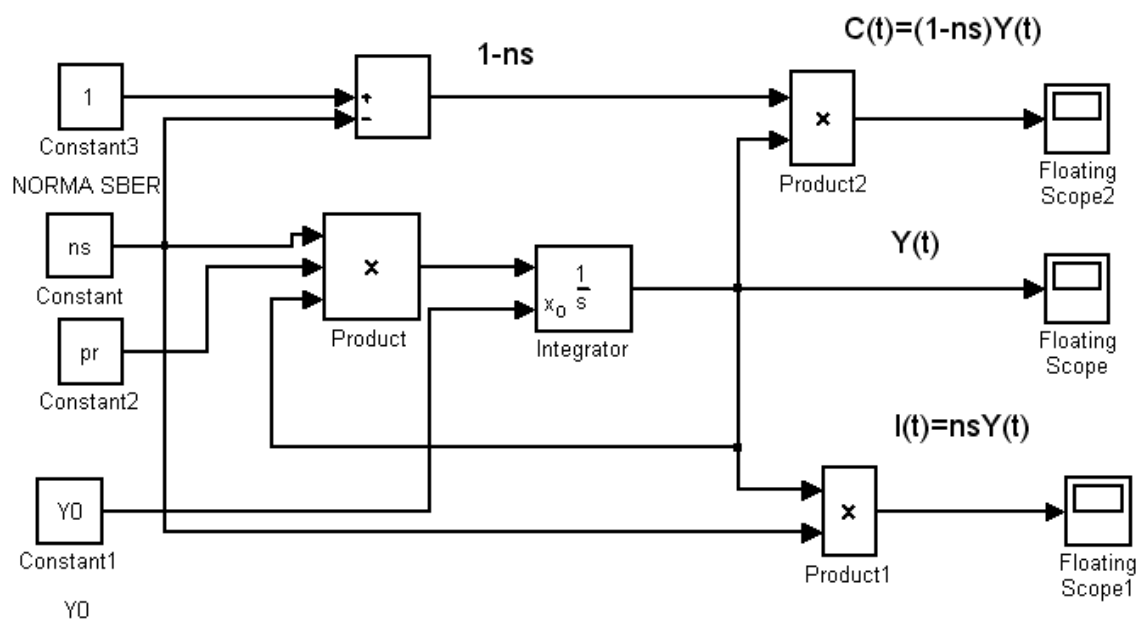 C(t)=(1-ns)Y(t)
1-ns
1
+
-
×
Constant3
Product2
Floating
Scope2
NORMA SBER
ns
×
Y(t)
1
s
x0
Constant
Product
Integrator
Floating
Scope
pr
Constant2
I(t)=nsY(t)
Y0
×
Constant1
Product1
Floating
Scope1
Y0